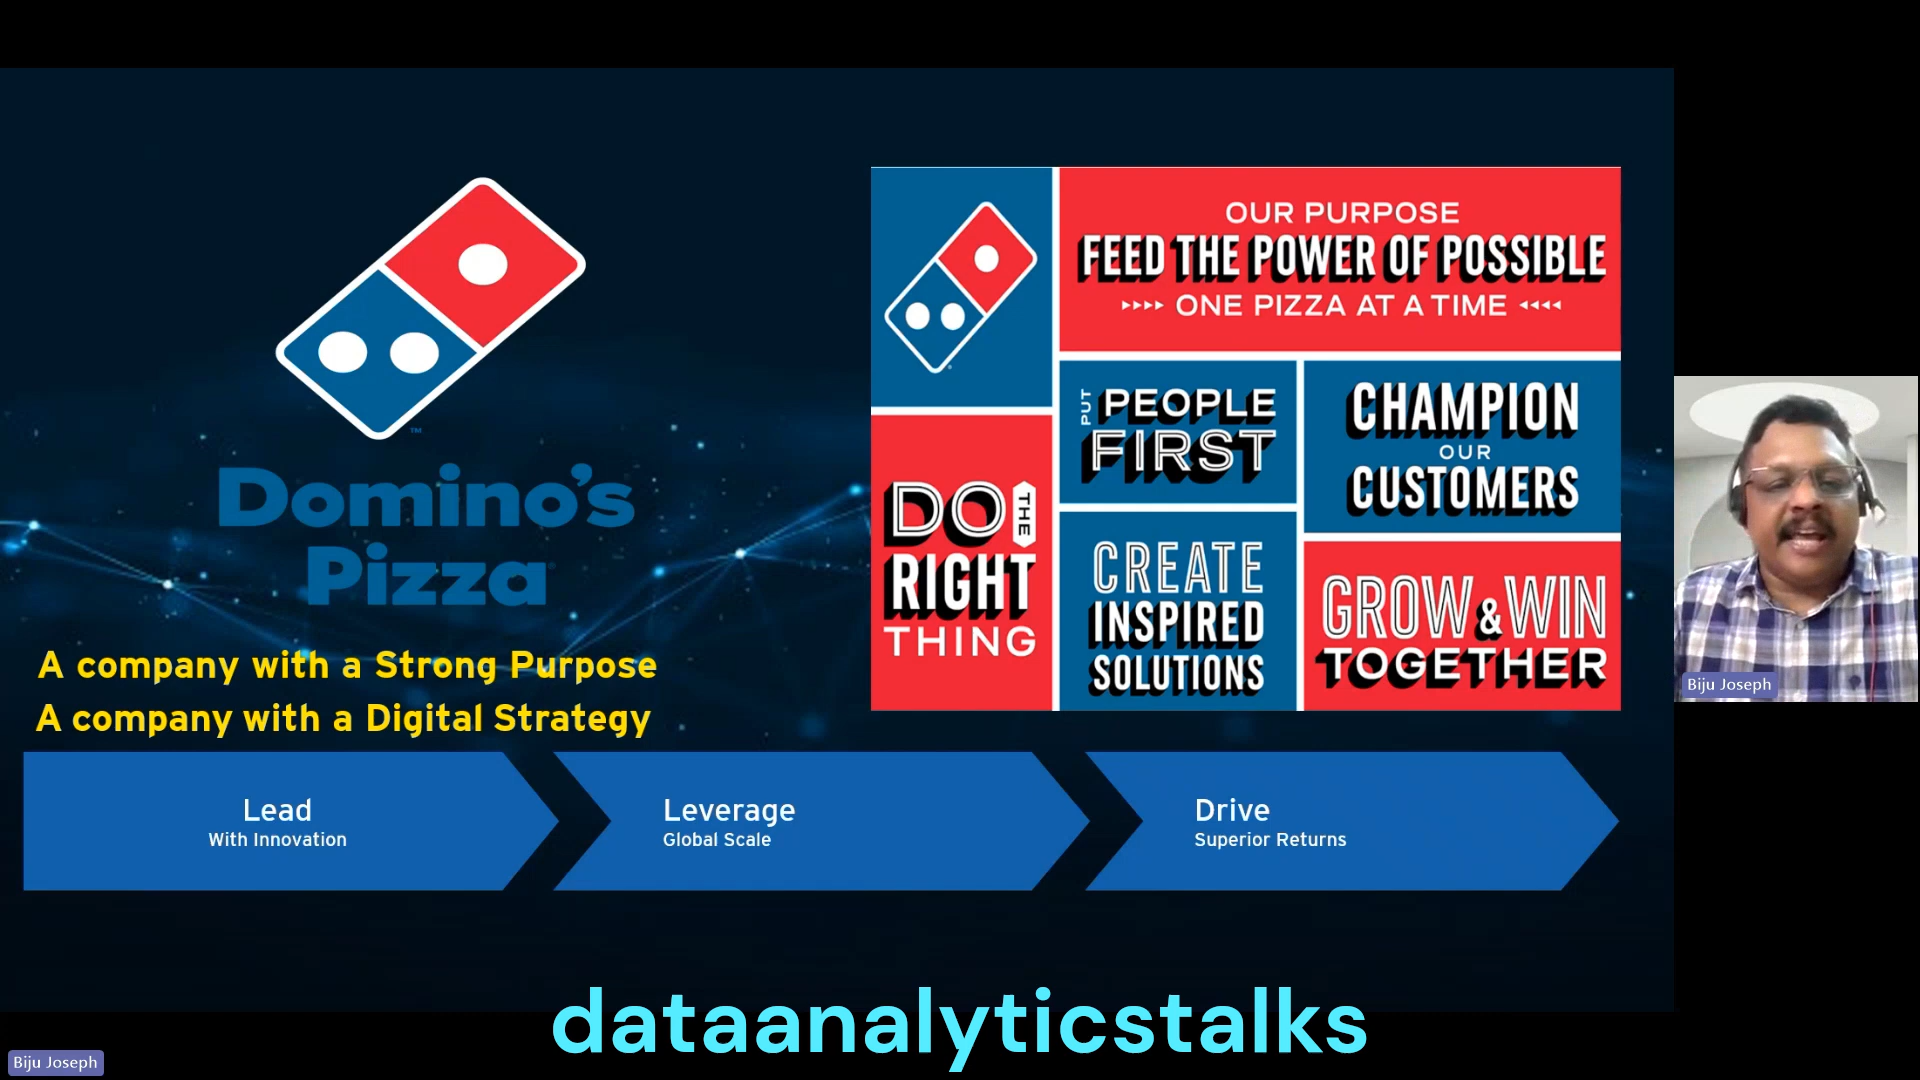 ™
Domino's
Pizza
A company with a Strong Purpose
A company with a Digital Strategy
OUR PURPOSE
FEED THE POWER OF POSSIBLE
ONE PIZZA AT A TIME
DO THE
RIGHT
THING
PUT PEOPLE
FIRST
CHAMPION
OUR
CUSTOMERS
CREATE
INSPIRED
SOLUTIONS
GROW & WIN
TOGETHER
Lead
With Innovation
Leverage
Global Scale
Drive
Superior Returns
Biju Joseph
dataanalyticstalks
Biju Joseph